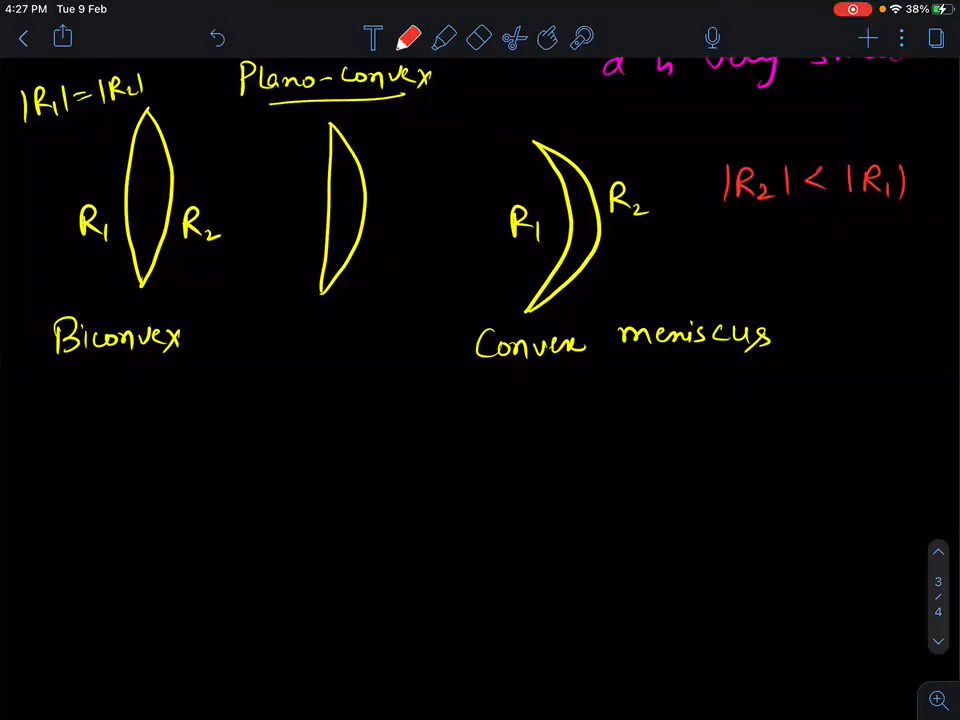 4:27 PM Tue 9 Feb
38%
T
|R₁| = |R₂|
Plano-convex
R₁
R₂
R₁
R₂
|R₂| < |R₁|
Biconvex
Convex meniscus
3
/
4